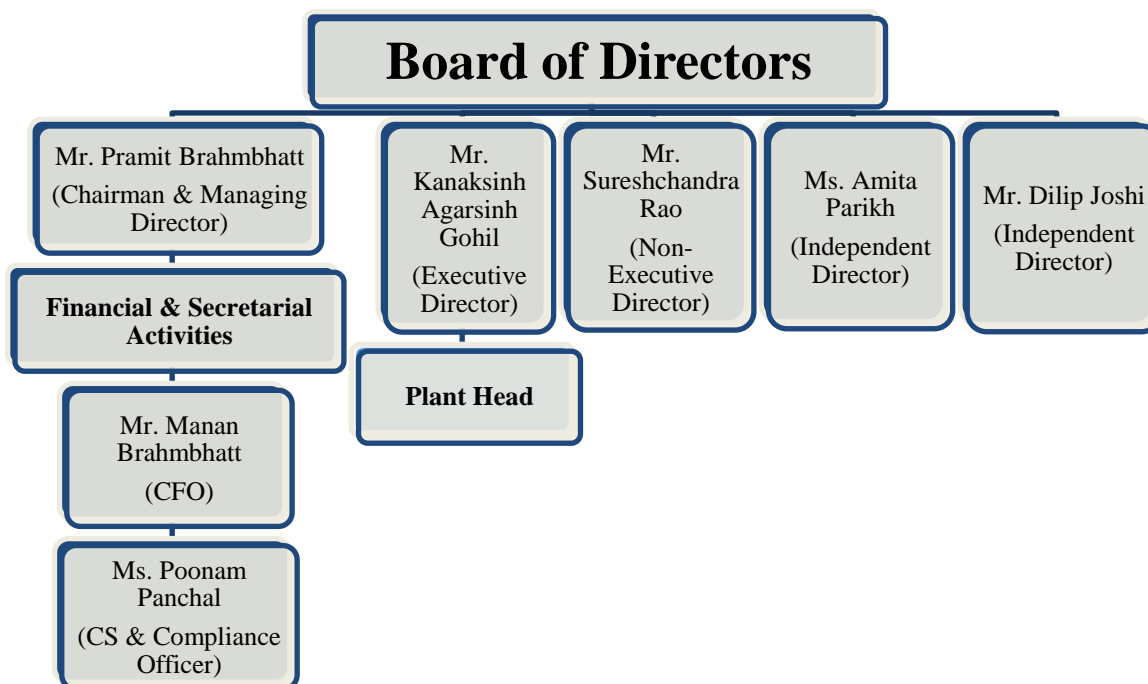 Board of Directors
Mr. Pramit Brahmbhatt
(Chairman & Managing
Director)
Financial & Secretarial
Activities
Mr. Manan
Brahmbhatt
(CFO)
Ms. Poonam
Panchal
(CS & Compliance
Officer)
Mr.
Kanaksinh
Agarsinh
Gohil
(Executive
Director)
Plant Head
Mr.
Sureshchandra
Rao
(Non-
Executive
Director)
Ms. Amita
Parikh
(Independent
Director)
Mr. Dilip Joshi
(Independent
Director)